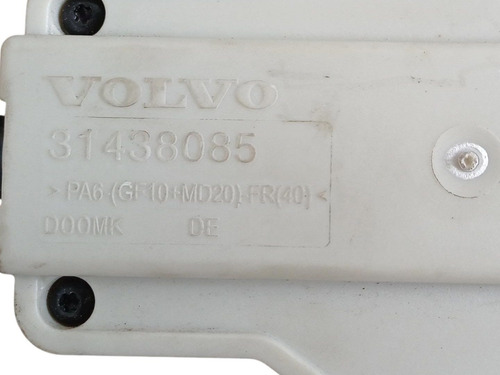 VOLVO
31438085
>PA6-(GF10+MD20)-FR(40)<
DOOMK DE